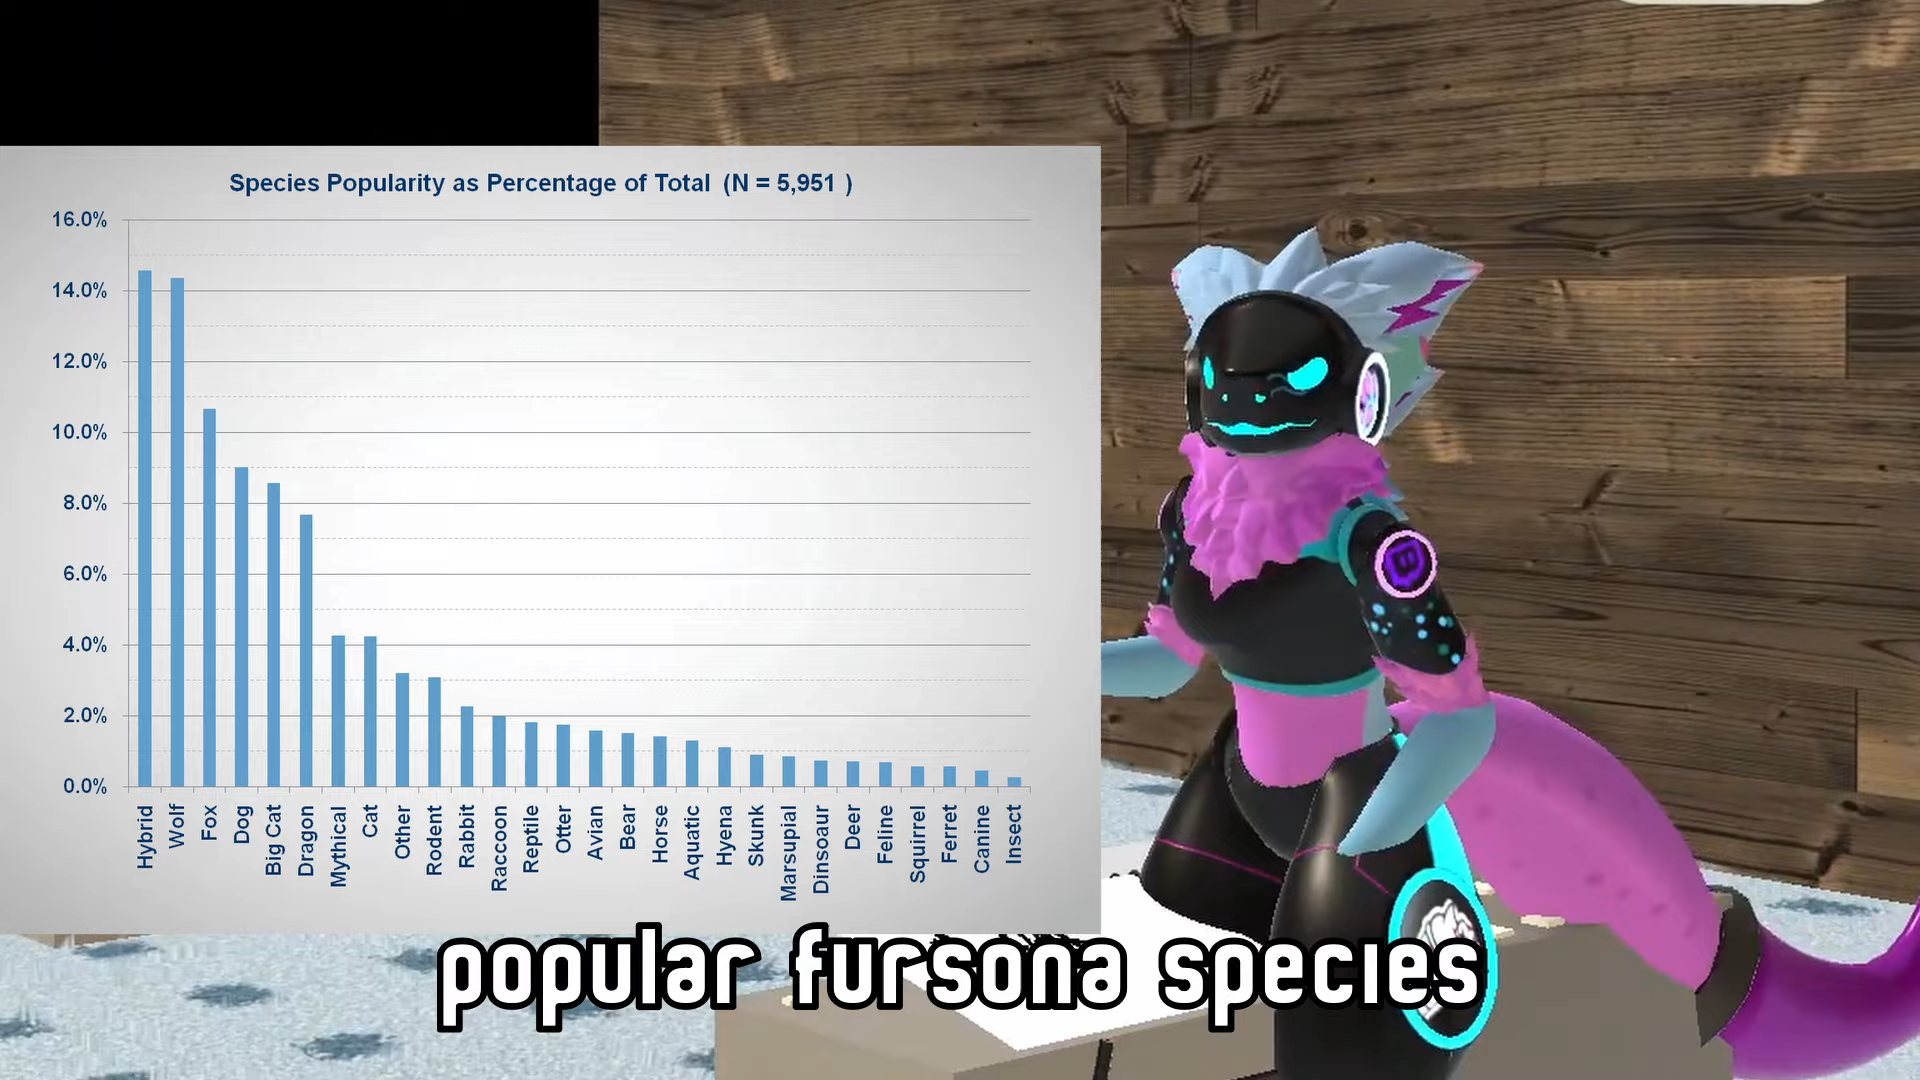 Species Popularity as Percentage of Total (N = 5,951 )
16.0%
14.0%
12.0%
10.0%
8.0%
6.0%
4.0%
2.0%
0.0%
Hybrid
Wolf
Fox
Dog
Big Cat
Dragon
Mythical
Cat
Other
Rodent
Rabbit
Raccoon
Reptile
Otter
Avian
Bear
Horse
Aquatic
Hyena
Skunk
Marsupial
Dinsoaur
Deer
Feline
Squirrel
Ferret
Canine
Insect
popular fursona species